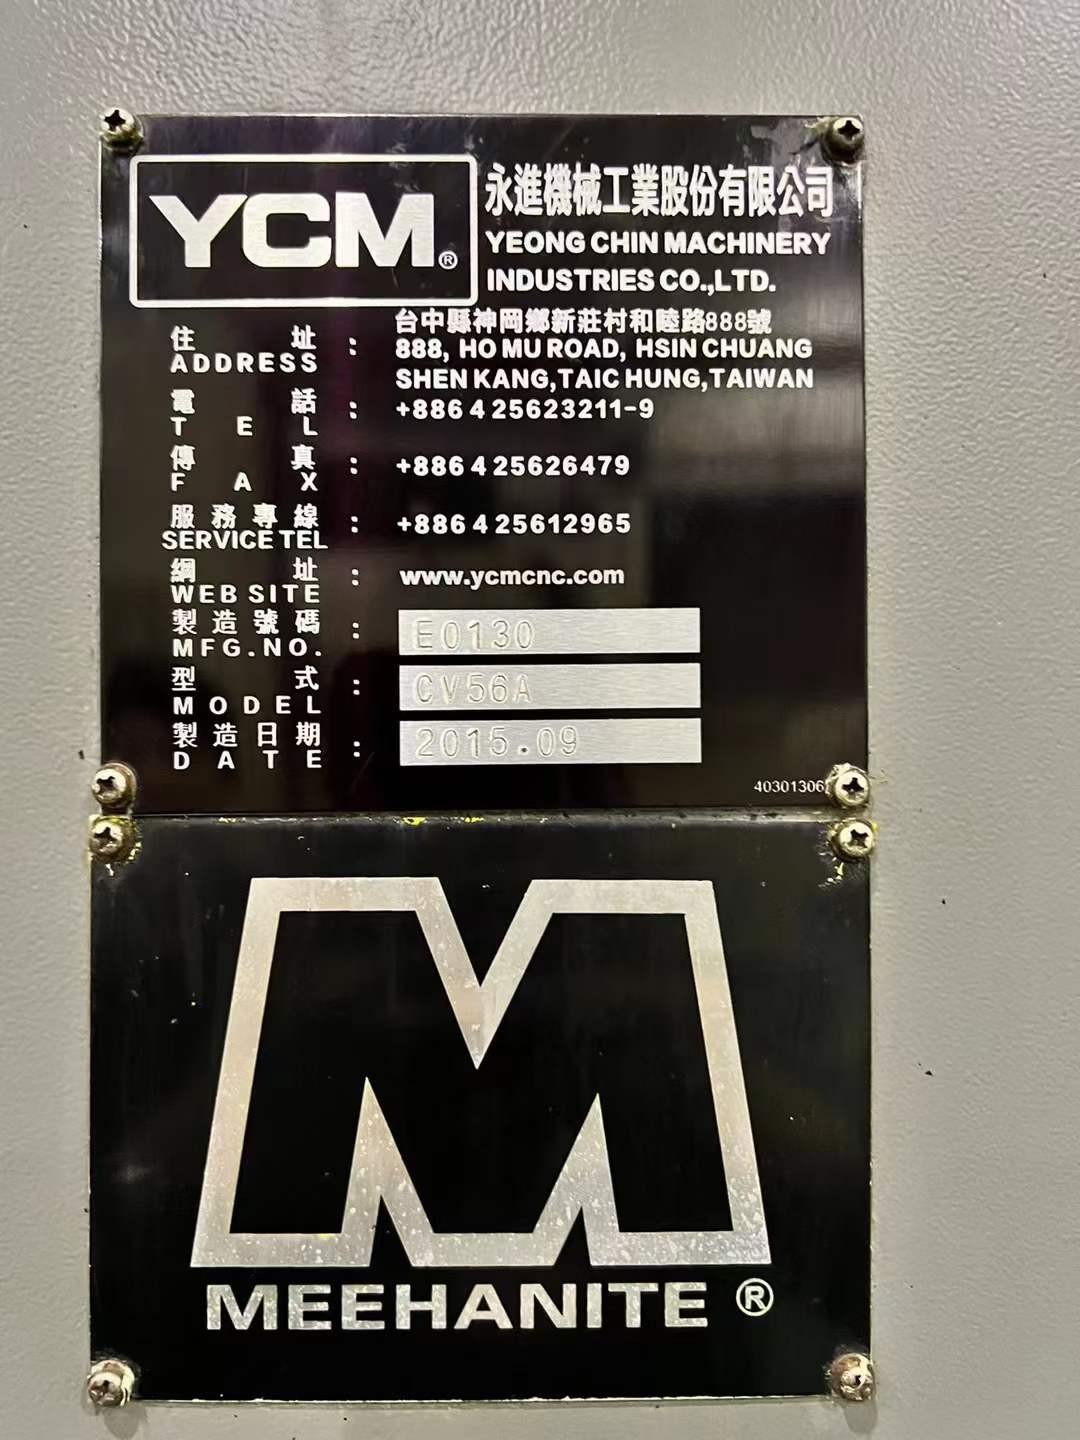 YCM®
永進機械工業股份有限公司
YEONG CHIN MACHINERY
INDUSTRIES CO.,LTD.
住址:
ADDRESS
台中縣神岡鄉新莊村和睦路888號
888, HO MU ROAD, HSIN CHUANG
SHEN KANG,TAIC HUNG,TAIWAN
電話:
TEL
+886 4 25623211-9
傳真:
FAX
+886 4 25626479
服務專線:
SERVICE TEL
+886 4 25612965
網址:
WEB SITE
www.ycmcnc.com
製造號碼:
MFG.NO.
E0130
型式:
MODEL
CV56A
製造日期:
DATE
2015.09
MEEHANITE®